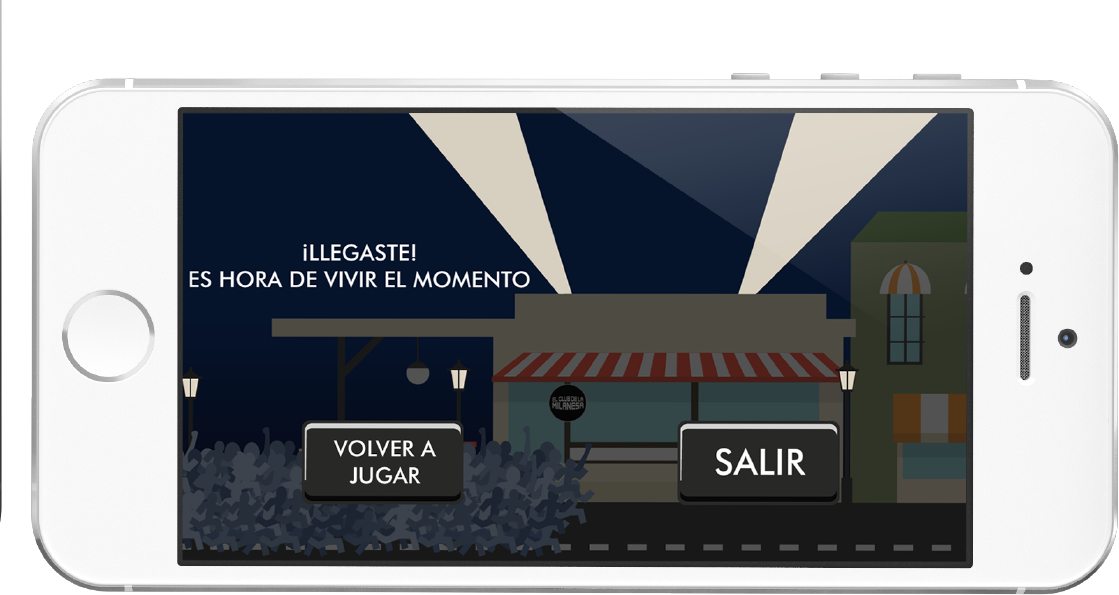 ¡LLEGASTE!
ES HORA DE VIVIR EL MOMENTO
EL CLUB DE LA
MILANESA
VOLVER A
JUGAR
SALIR